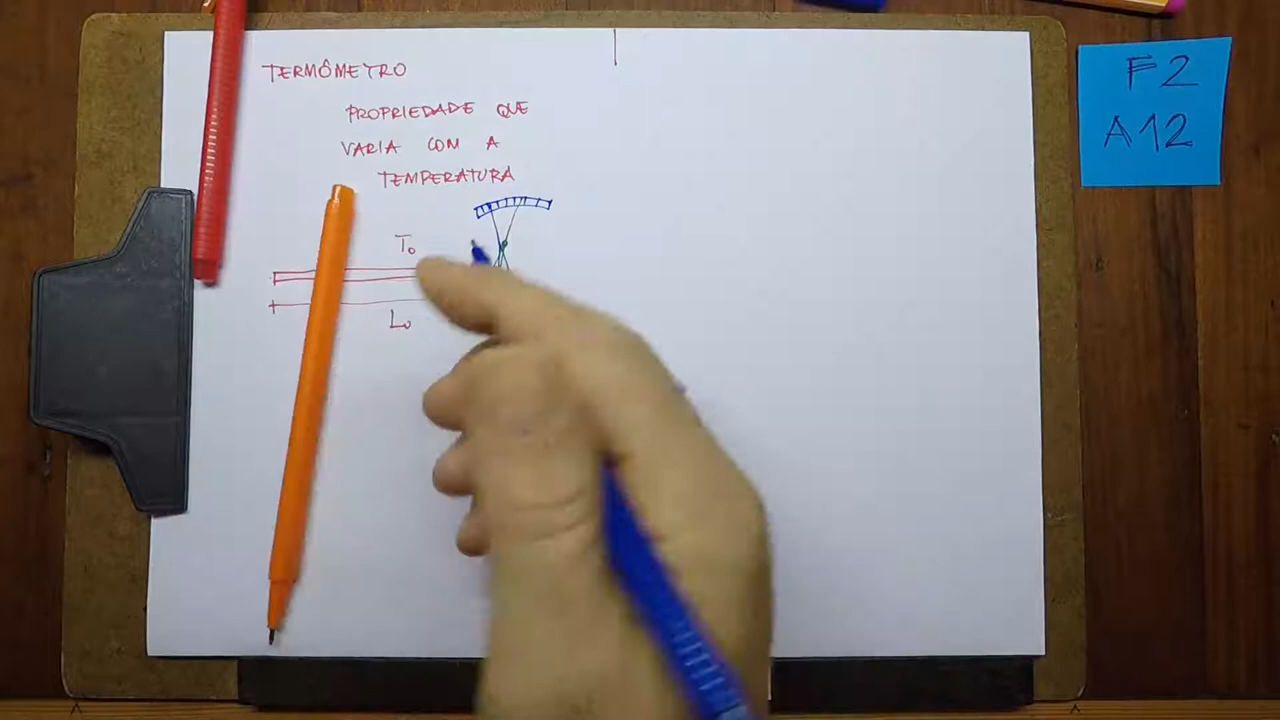 TERMÔMETRO
PROPRIEDADE QUE
VARIA COM A
TEMPERATURA
T₀
L₀
F2
A12